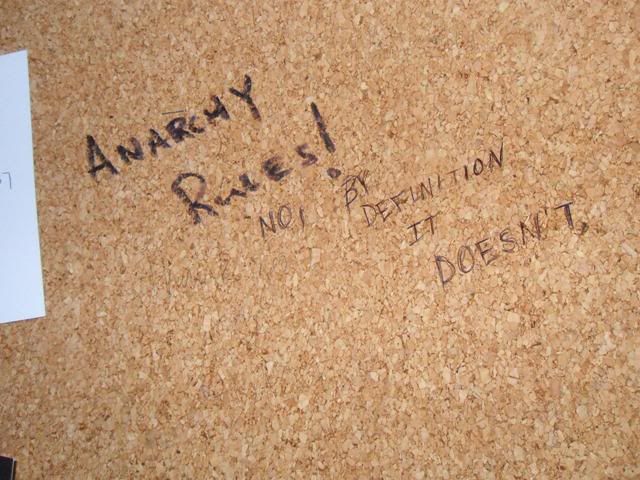 ANARCHY
RULES!
NO, BY
DEFINITION
IT
DOESN'T.